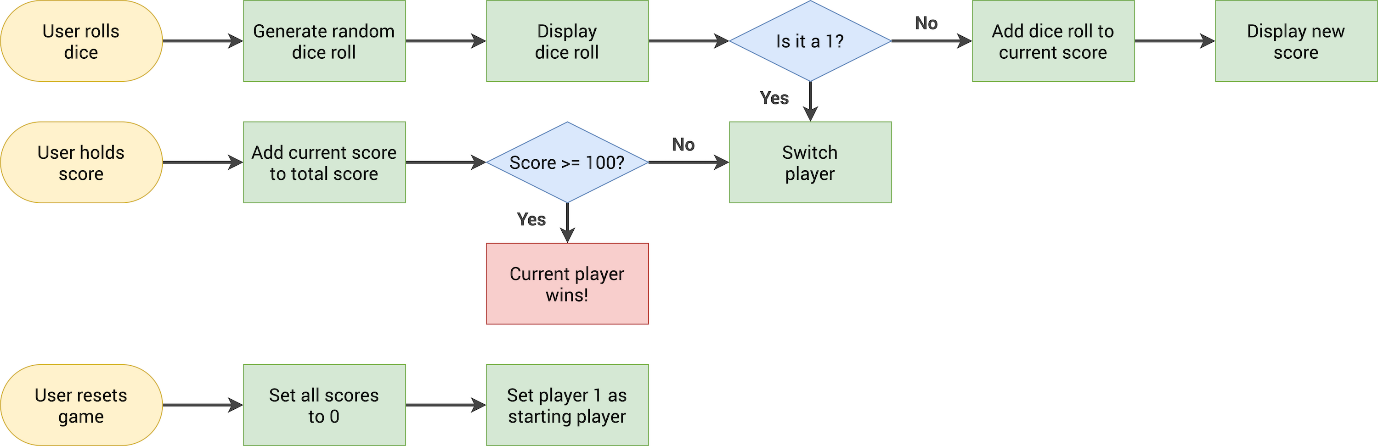 User rolls
dice
Generate random
dice roll
Display
dice roll
Is it a 1?
No
Add dice roll to
current score
Display new
score
Yes
User holds
score
Add current score
to total score
Score >= 100?
No
Switch
player
Yes
Current player
wins!
User resets
game
Set all scores
to 0
Set player 1 as
starting player